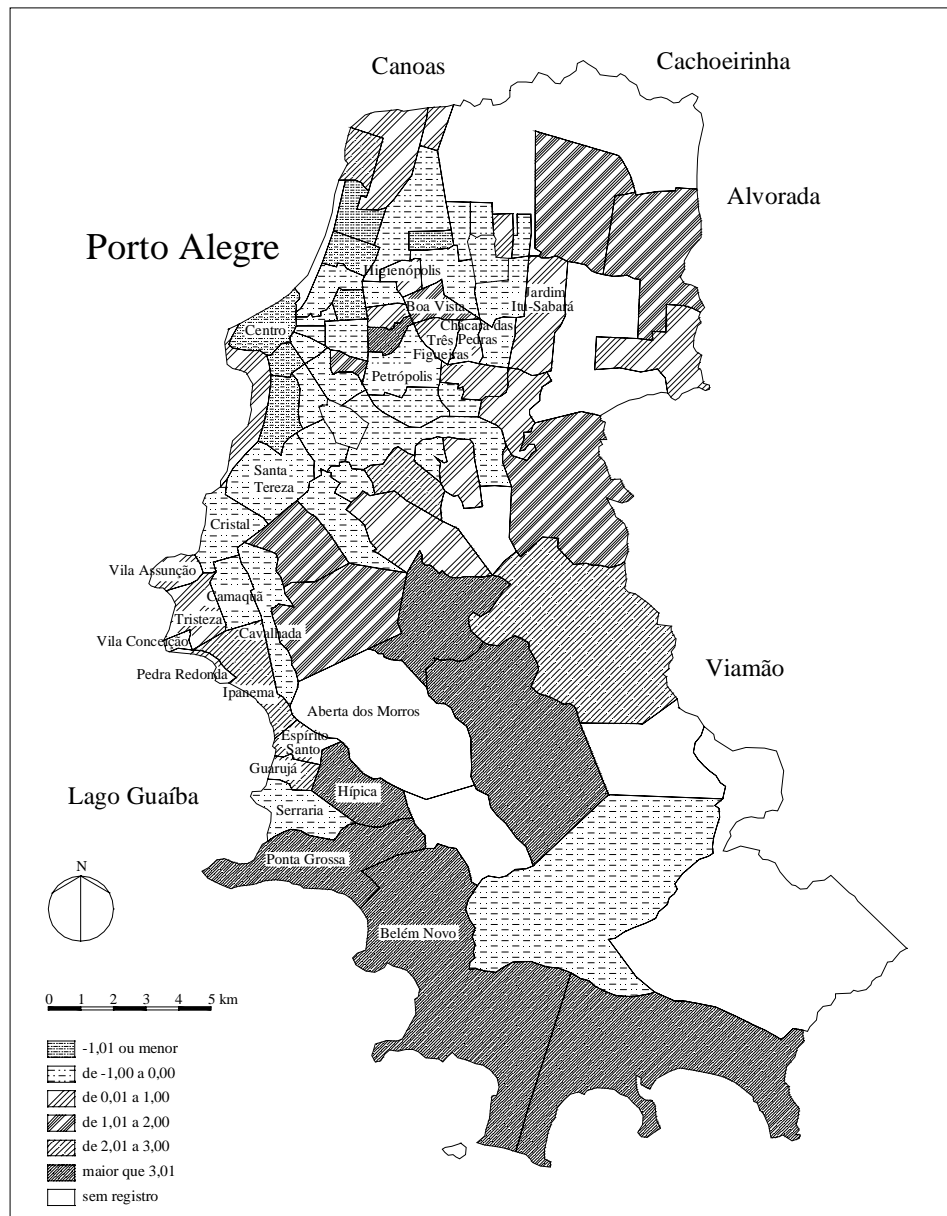 Canoas
Cachoeirinha
Alvorada
Porto Alegre
Higienópolis
Jardim
Itu-Sabará
Boa Vista
Centro
Chácara das
Pedras
Três
Figueiras
Petrópolis
Santa
Tereza
Cristal
Vila Assunção
Camaquã
Tristeza
Cavalhada
Vila Conceição
Pedra Redonda
Ipanema
Viamão
Aberta dos Morros
Espírito
Santo
Guarujá
Lago Guaíba
Hípica
Serraria
Ponta Grossa
N
Belém Novo
0 1 2 3 4 5 km
-1,01 ou menor
de -1,00 a 0,00
de 0,01 a 1,00
de 1,01 a 2,00
de 2,01 a 3,00
maior que 3,01
sem registro